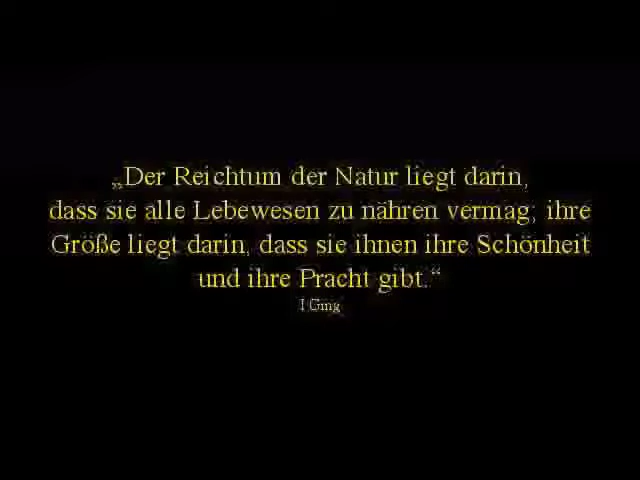 „Der Reichtum der Natur liegt darin,
dass sie alle Lebewesen zu nähren vermag; ihre
Größe liegt darin, dass sie ihnen ihre Schönheit
und ihre Pracht gibt.“
I Ging